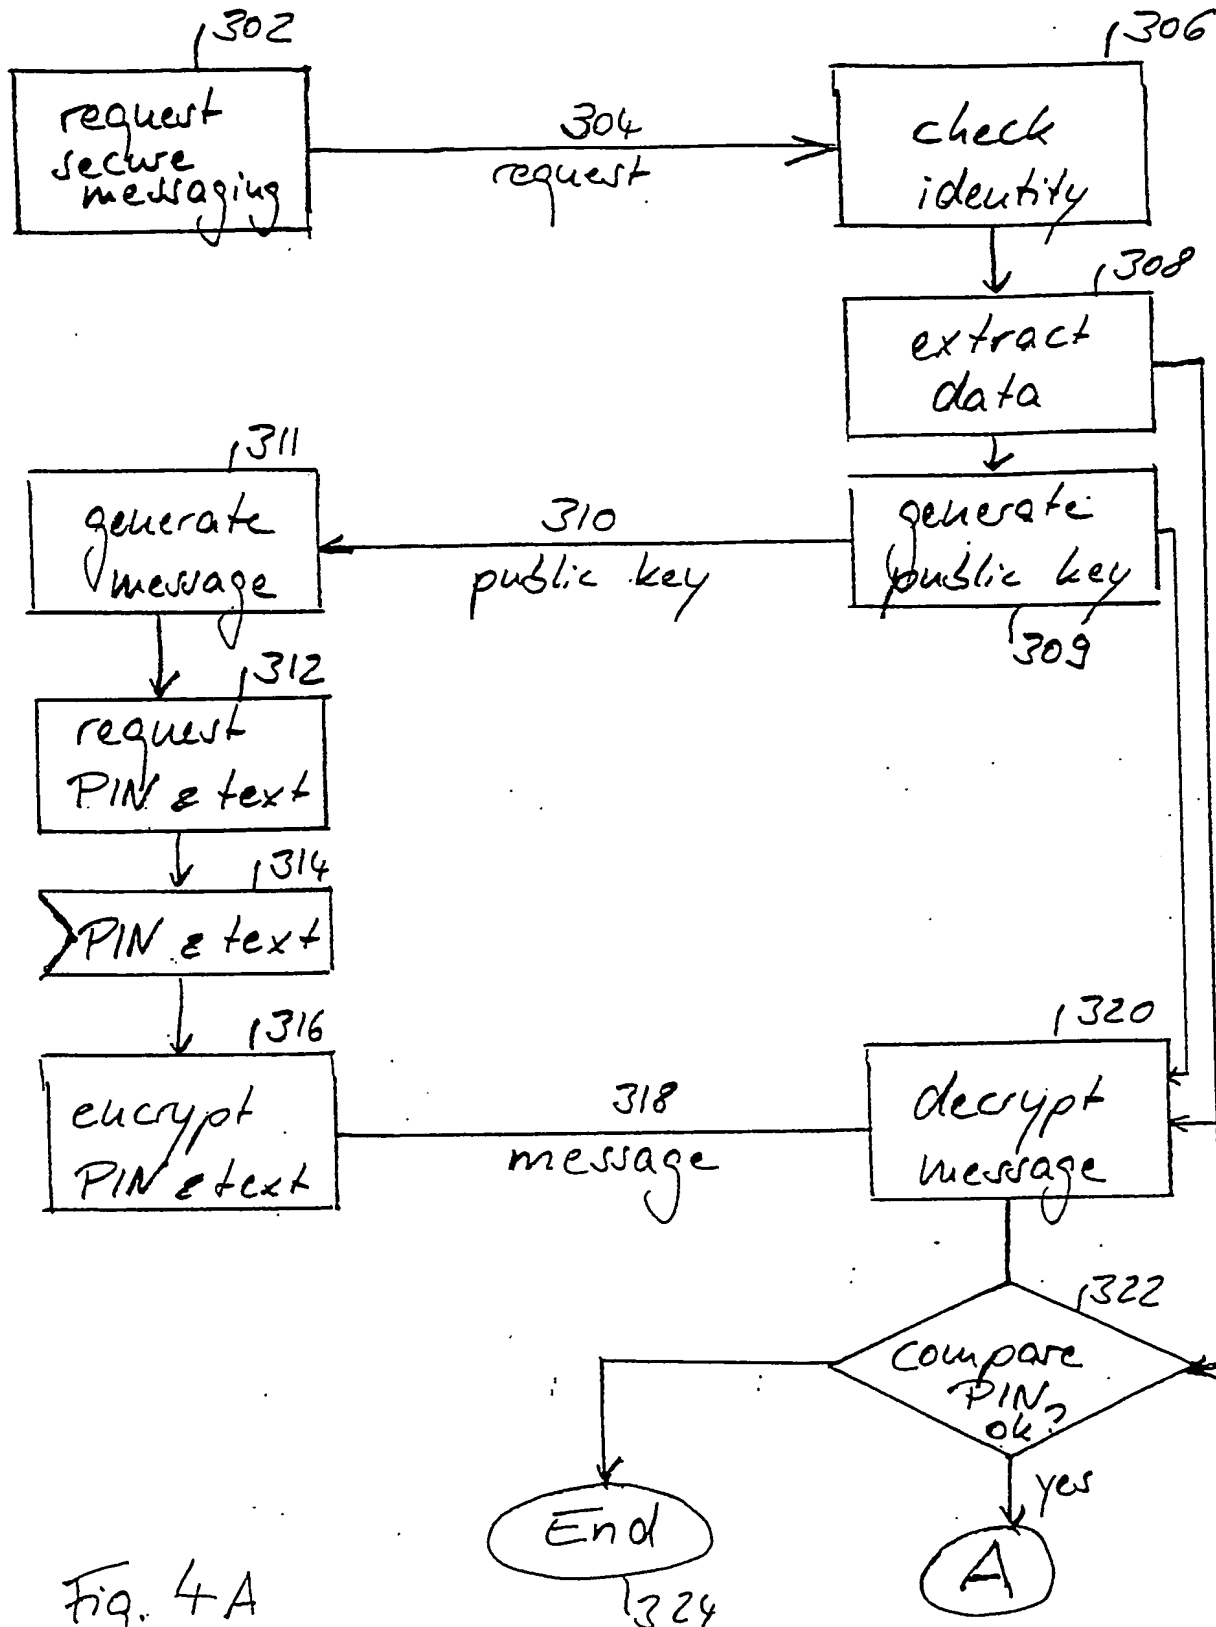 302
306
request
secure
messaging
304
request
check
identity
308
extract
data
311
generate
message
310
public key
generate
public key
309
312
request
PIN & text
314
PIN & text
316
320
encrypt
PIN & text
318
message
decrypt
message
322
compare
PIN
ok?
yes
End
A
324
Fig. 4A